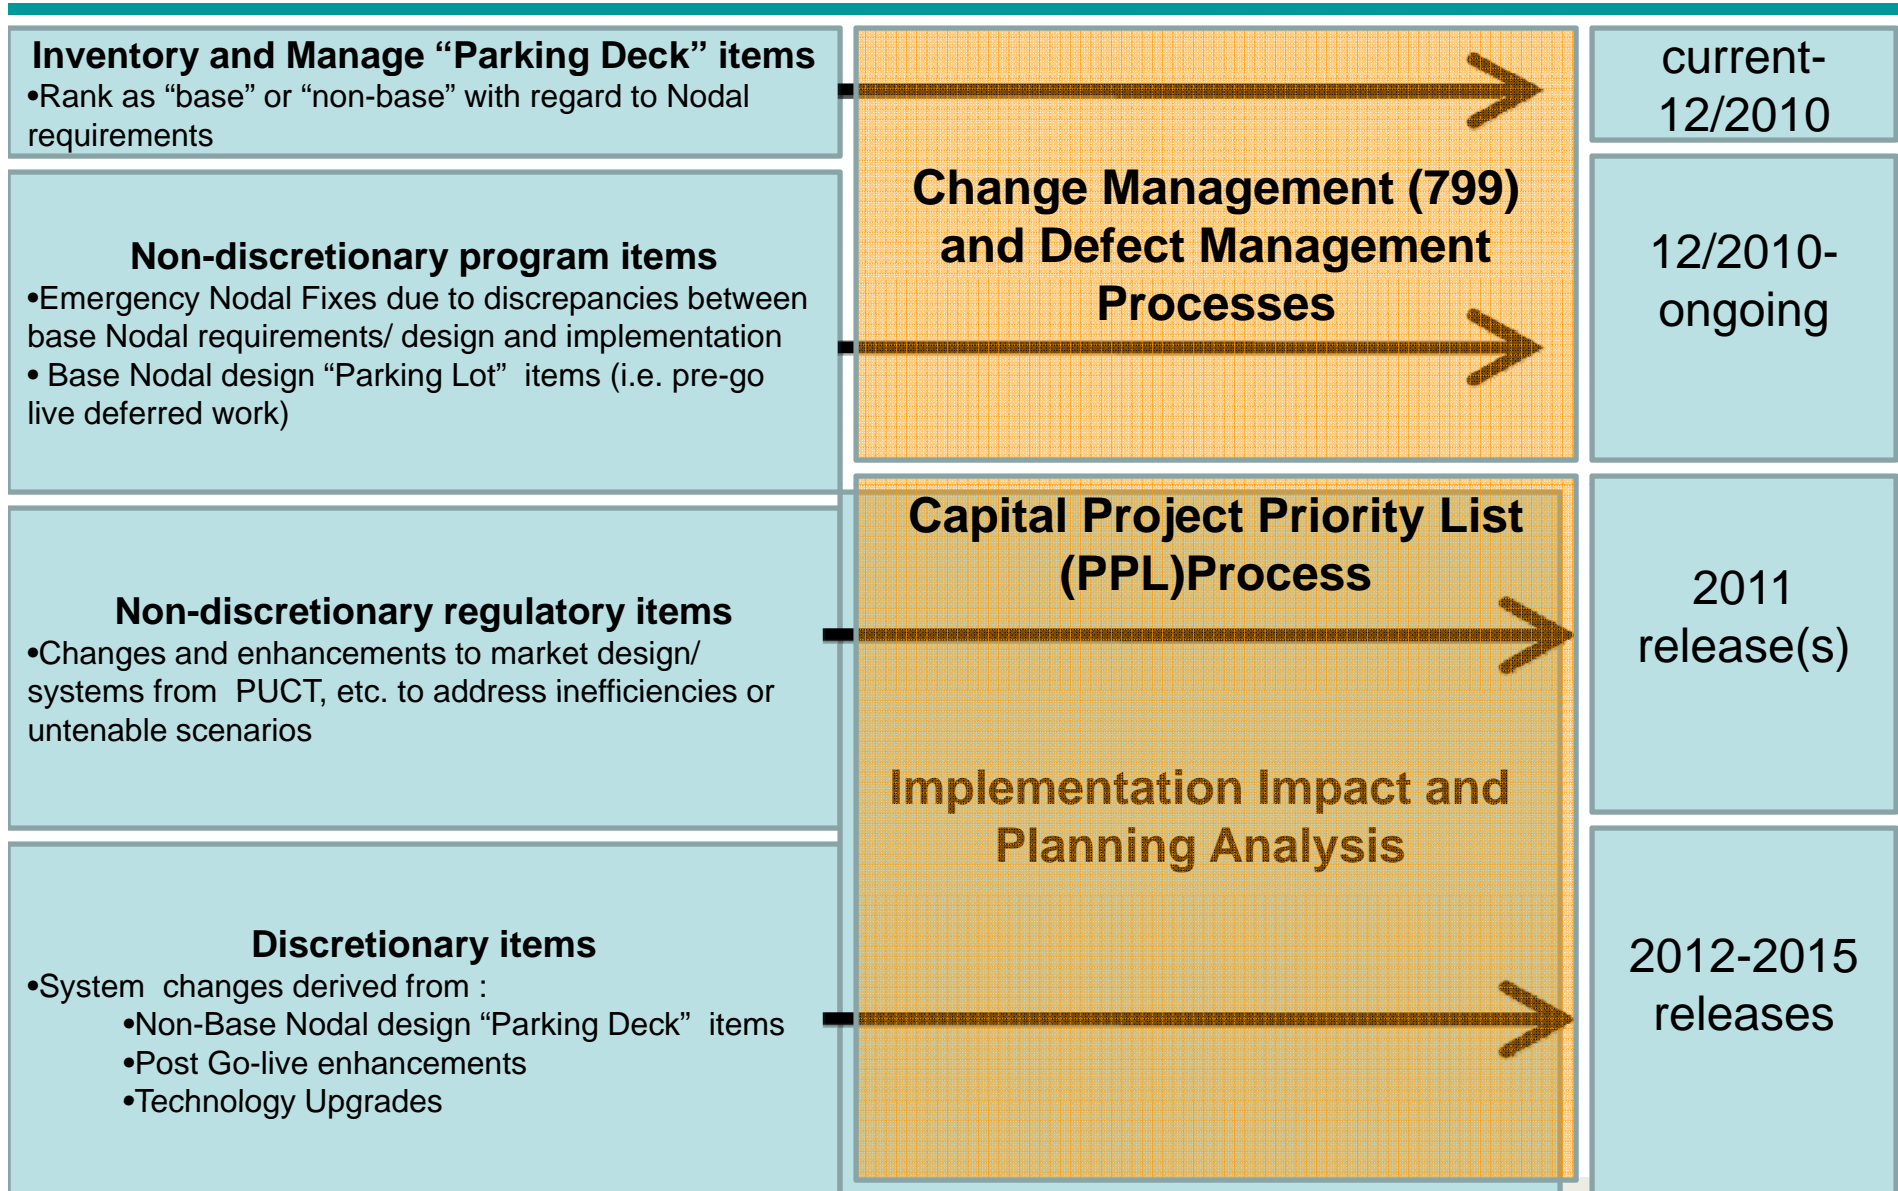 Inventory and Manage “Parking Deck” items
•Rank as “base” or “non-base” with regard to Nodal
requirements
Non-discretionary program items
•Emergency Nodal Fixes due to discrepancies between
base Nodal requirements/ design and implementation
• Base Nodal design “Parking Lot” items (i.e. pre-go
live deferred work)
Non-discretionary regulatory items
•Changes and enhancements to market design/
systems from PUCT, etc. to address inefficiencies or
untenable scenarios
Discretionary items
•System changes derived from :
•Non-Base Nodal design “Parking Deck” items
•Post Go-live enhancements
•Technology Upgrades
Change Management (799)
and Defect Management
Processes
Capital Project Priority List
(PPL)Process
Implementation Impact and
Planning Analysis
current-
12/2010
12/2010-
ongoing
2011
release(s)
2012-2015
releases